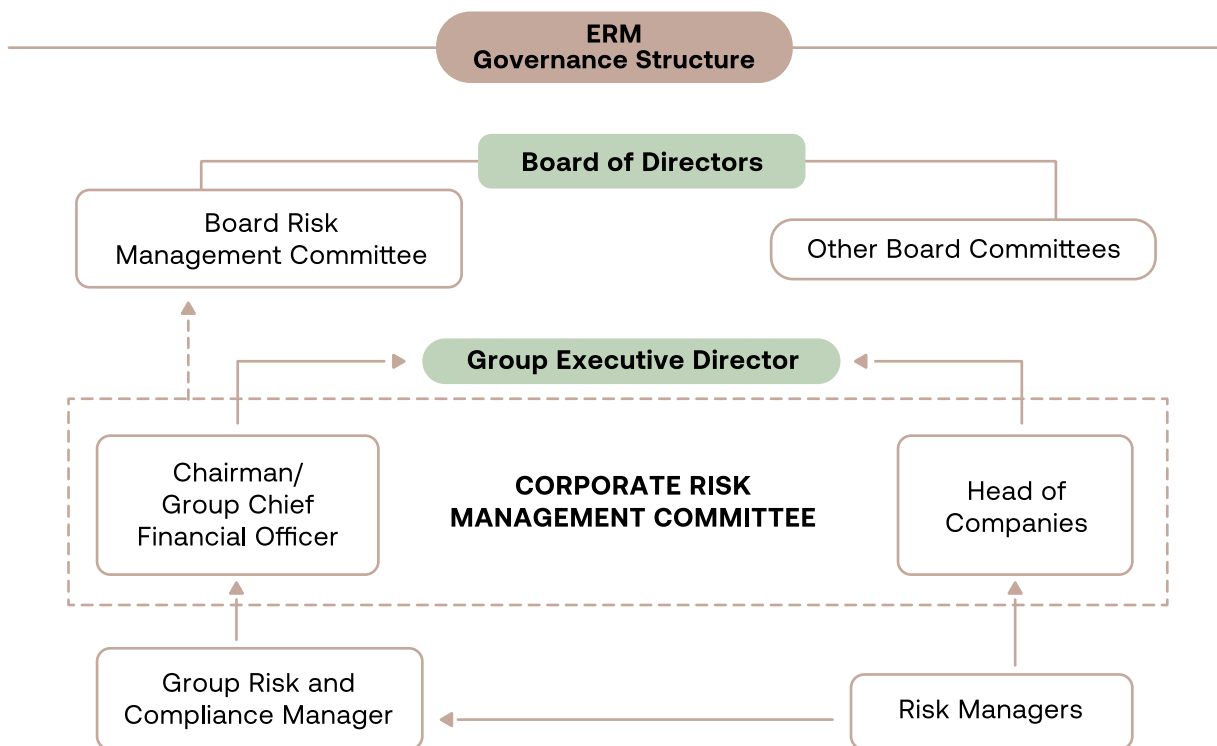 ERM
Governance Structure
Board of Directors
Board Risk
Management Committee
Other Board Committees
Group Executive Director
Chairman/
Group Chief
Financial Officer
CORPORATE RISK
MANAGEMENT COMMITTEE
Head of
Companies
Group Risk and
Compliance Manager
Risk Managers